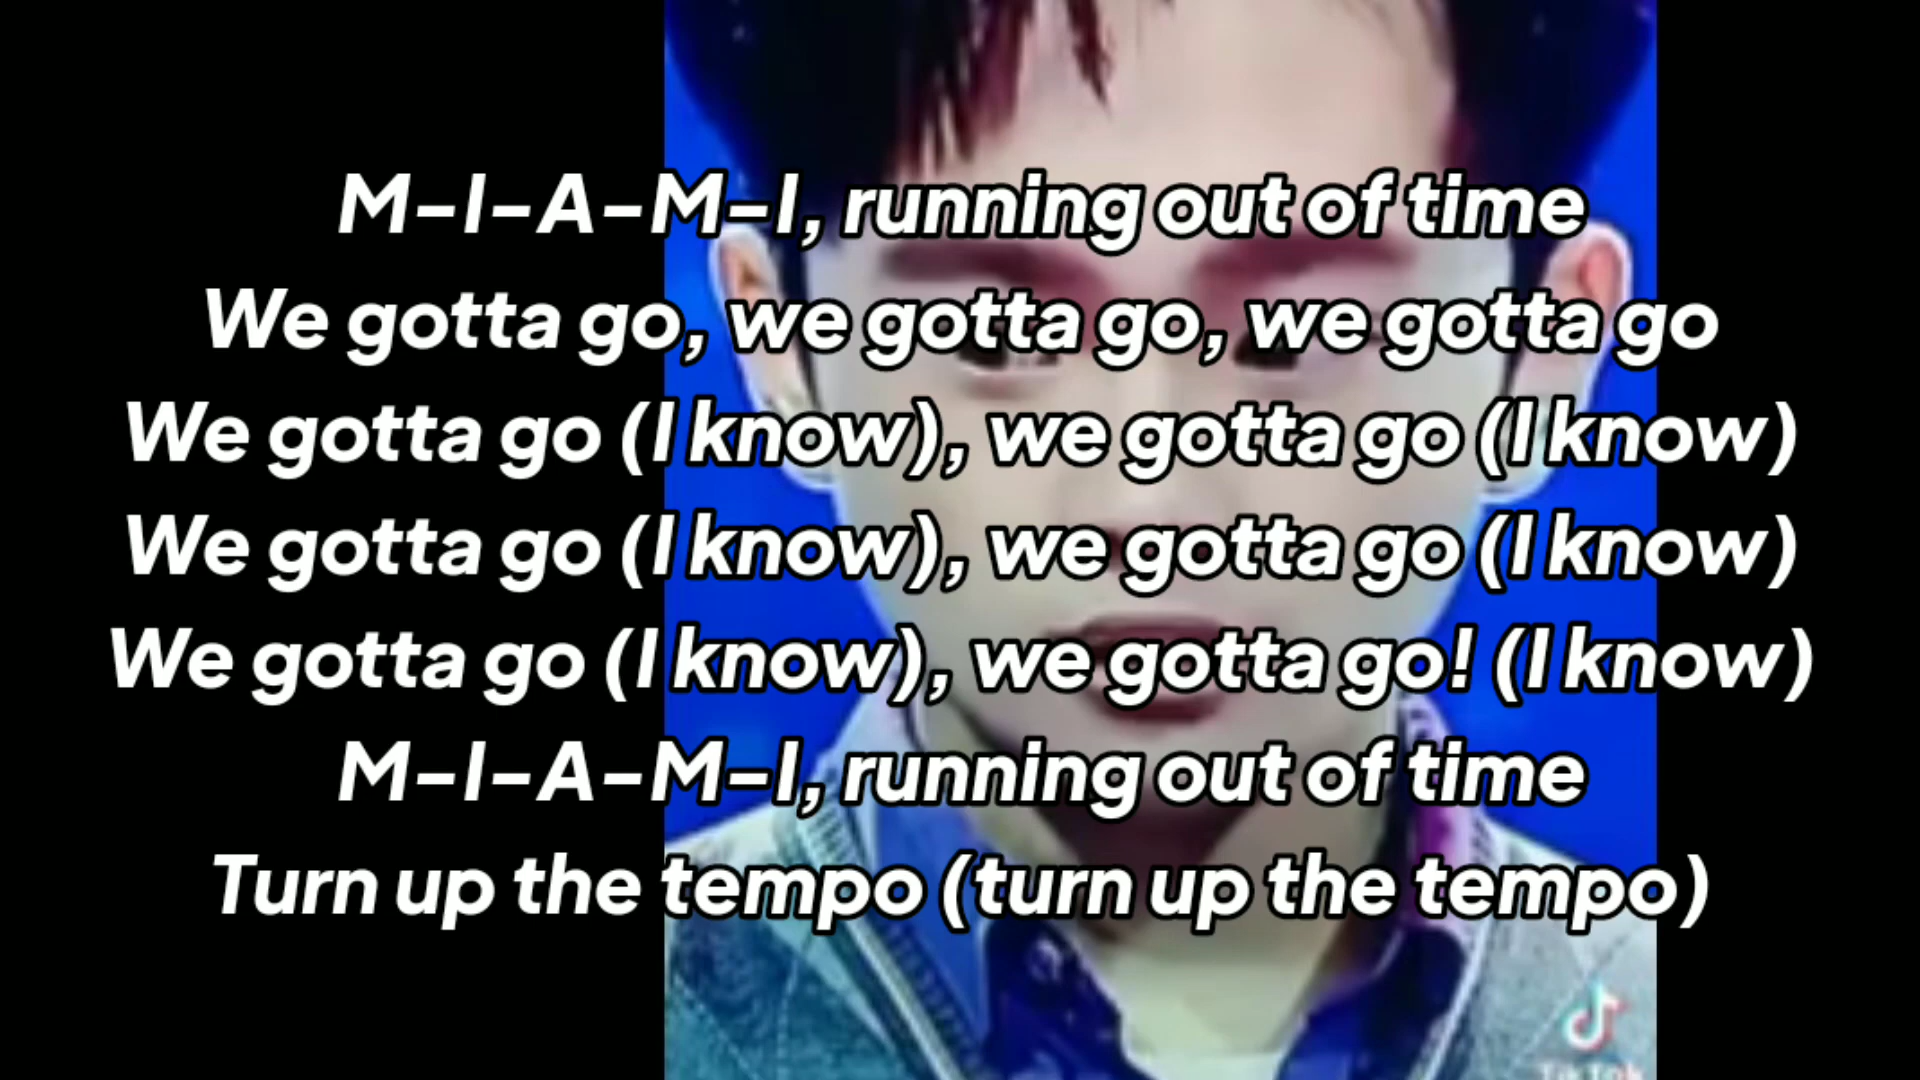 M-I-A-M-I, running out of time
We gotta go, we gotta go, we gotta go
We gotta go (I know), we gotta go (I know)
We gotta go (I know), we gotta go (I know)
We gotta go (I know), we gotta go! (I know)
M-I-A-M-I, running out of time
Turn up the tempo (turn up the tempo)
TikTok